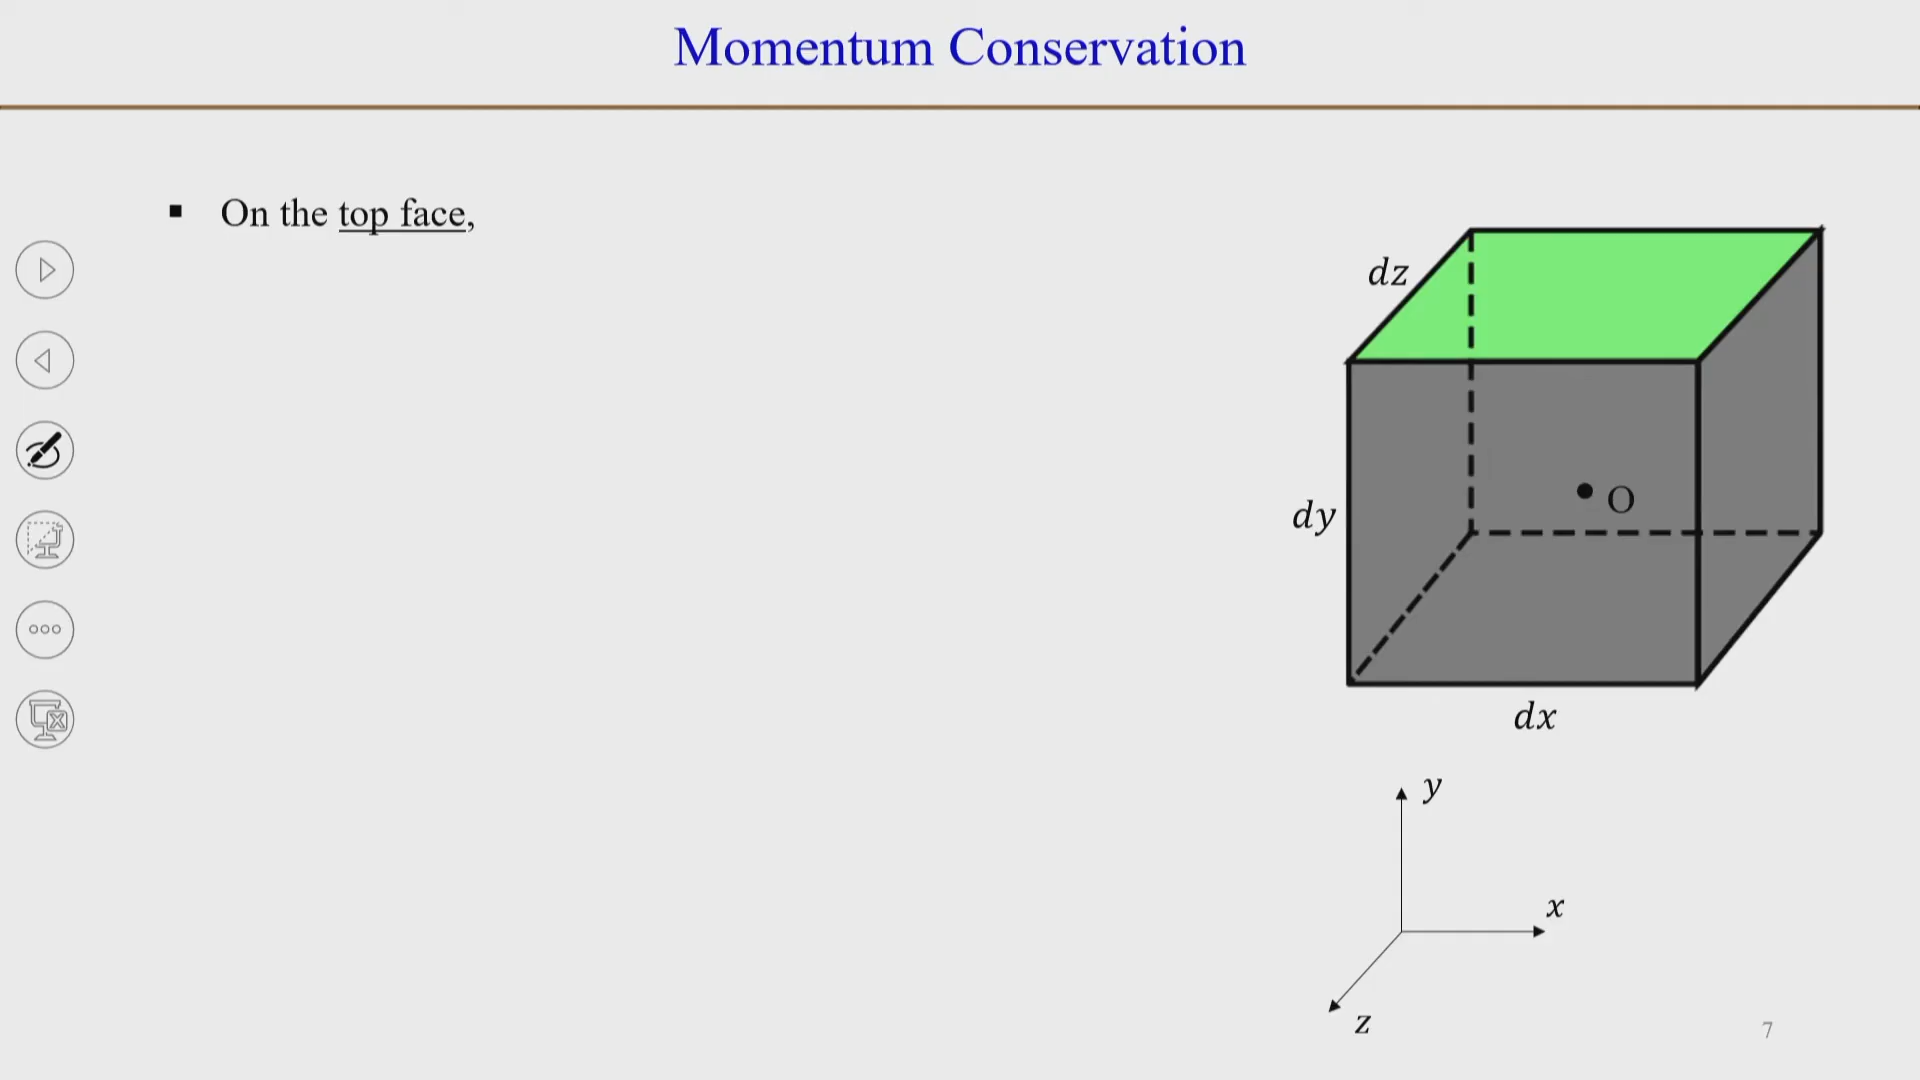 Momentum Conservation
▪ On the top face,
dz
O
dy
dx
y
x
z
7